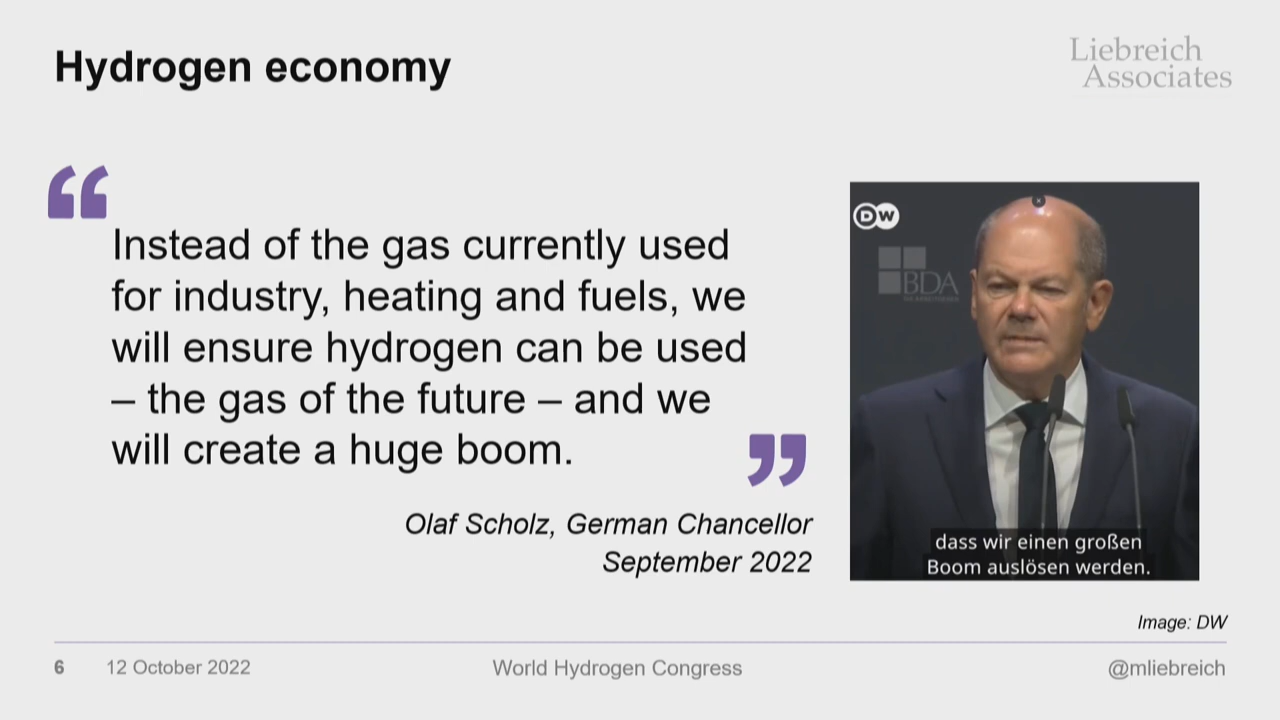 Hydrogen economy
Liebreich
Associates
“
Instead of the gas currently used
for industry, heating and fuels, we
will ensure hydrogen can be used
– the gas of the future – and we
will create a huge boom.
”
Olaf Scholz, German Chancellor
September 2022
DW
BDA
dass wir einen großen
Boom auslösen werden.
Image: DW
6 12 October 2022 World Hydrogen Congress @mliebreich